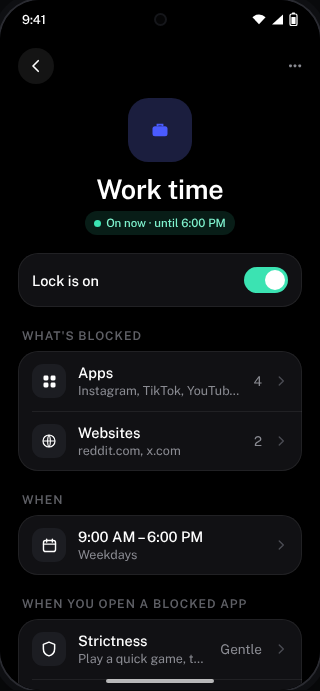 9:41
Work time
On now · until 6:00 PM
Lock is on
WHAT'S BLOCKED
Apps
4
Instagram, TikTok, YouTub...
Websites
2
reddit.com, x.com
WHEN
9:00 AM – 6:00 PM
Weekdays
WHEN YOU OPEN A BLOCKED APP
Strictness
Gentle
Play a quick game, t...